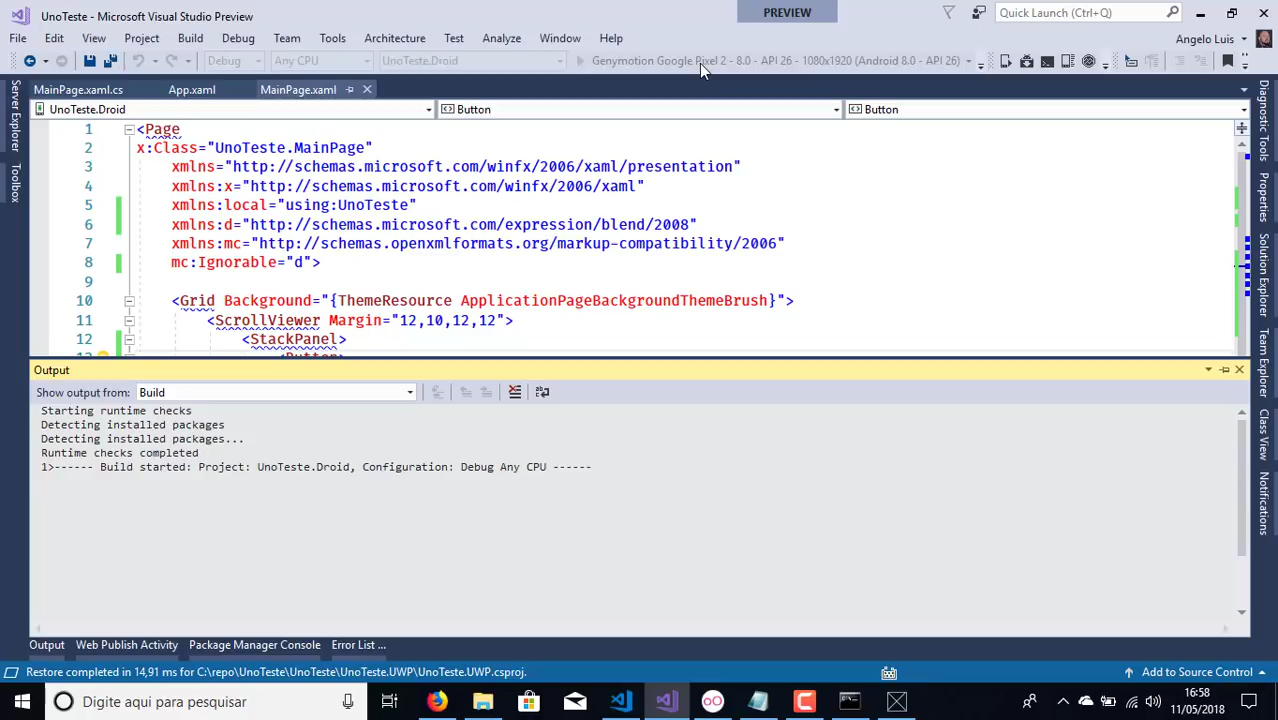 UnoTeste - Microsoft Visual Studio Preview
PREVIEW
Quick Launch (Ctrl+Q)
File Edit View Project Build Debug Team Tools Architecture Test Analyze Window Help
Angelo Luis
Debug Any CPU UnoTeste.Droid Genymotion Google Pixel 2 - 8.0 - API 26 - 1080x1920 (Android 8.0 - API 26)
MainPage.xaml.cs App.xaml MainPage.xaml
UnoTeste.Droid Button Button
1 <Page
2 x:Class="UnoTeste.MainPage"
3 xmlns="http://schemas.microsoft.com/winfx/2006/xaml/presentation"
4 xmlns:x="http://schemas.microsoft.com/winfx/2006/xaml"
5 xmlns:local="using:UnoTeste"
6 xmlns:d="http://schemas.microsoft.com/expression/blend/2008"
7 xmlns:mc="http://schemas.openxmlformats.org/markup-compatibility/2006"
8 mc:Ignorable="d">
9
10 <Grid Background="{ThemeResource ApplicationPageBackgroundThemeBrush}">
11 <ScrollViewer Margin="12,10,12,12">
12 <StackPanel>
13 <Button>
Server Explorer
Toolbox
Diagnostic Tools
Properties
Solution Explorer
Team Explorer
Class View
Notifications
Output
Show output from: Build
Starting runtime checks
Detecting installed packages
Detecting installed packages...
Runtime checks completed
1>------ Build started: Project: UnoTeste.Droid, Configuration: Debug Any CPU ------
Output Web Publish Activity Package Manager Console Error List ...
Restore completed in 14,91 ms for C:\repo\UnoTeste\UnoTeste\UnoTeste.UWP\UnoTeste.UWP.csproj.
Add to Source Control
Digite aqui para pesquisar
16:58
11/05/2018